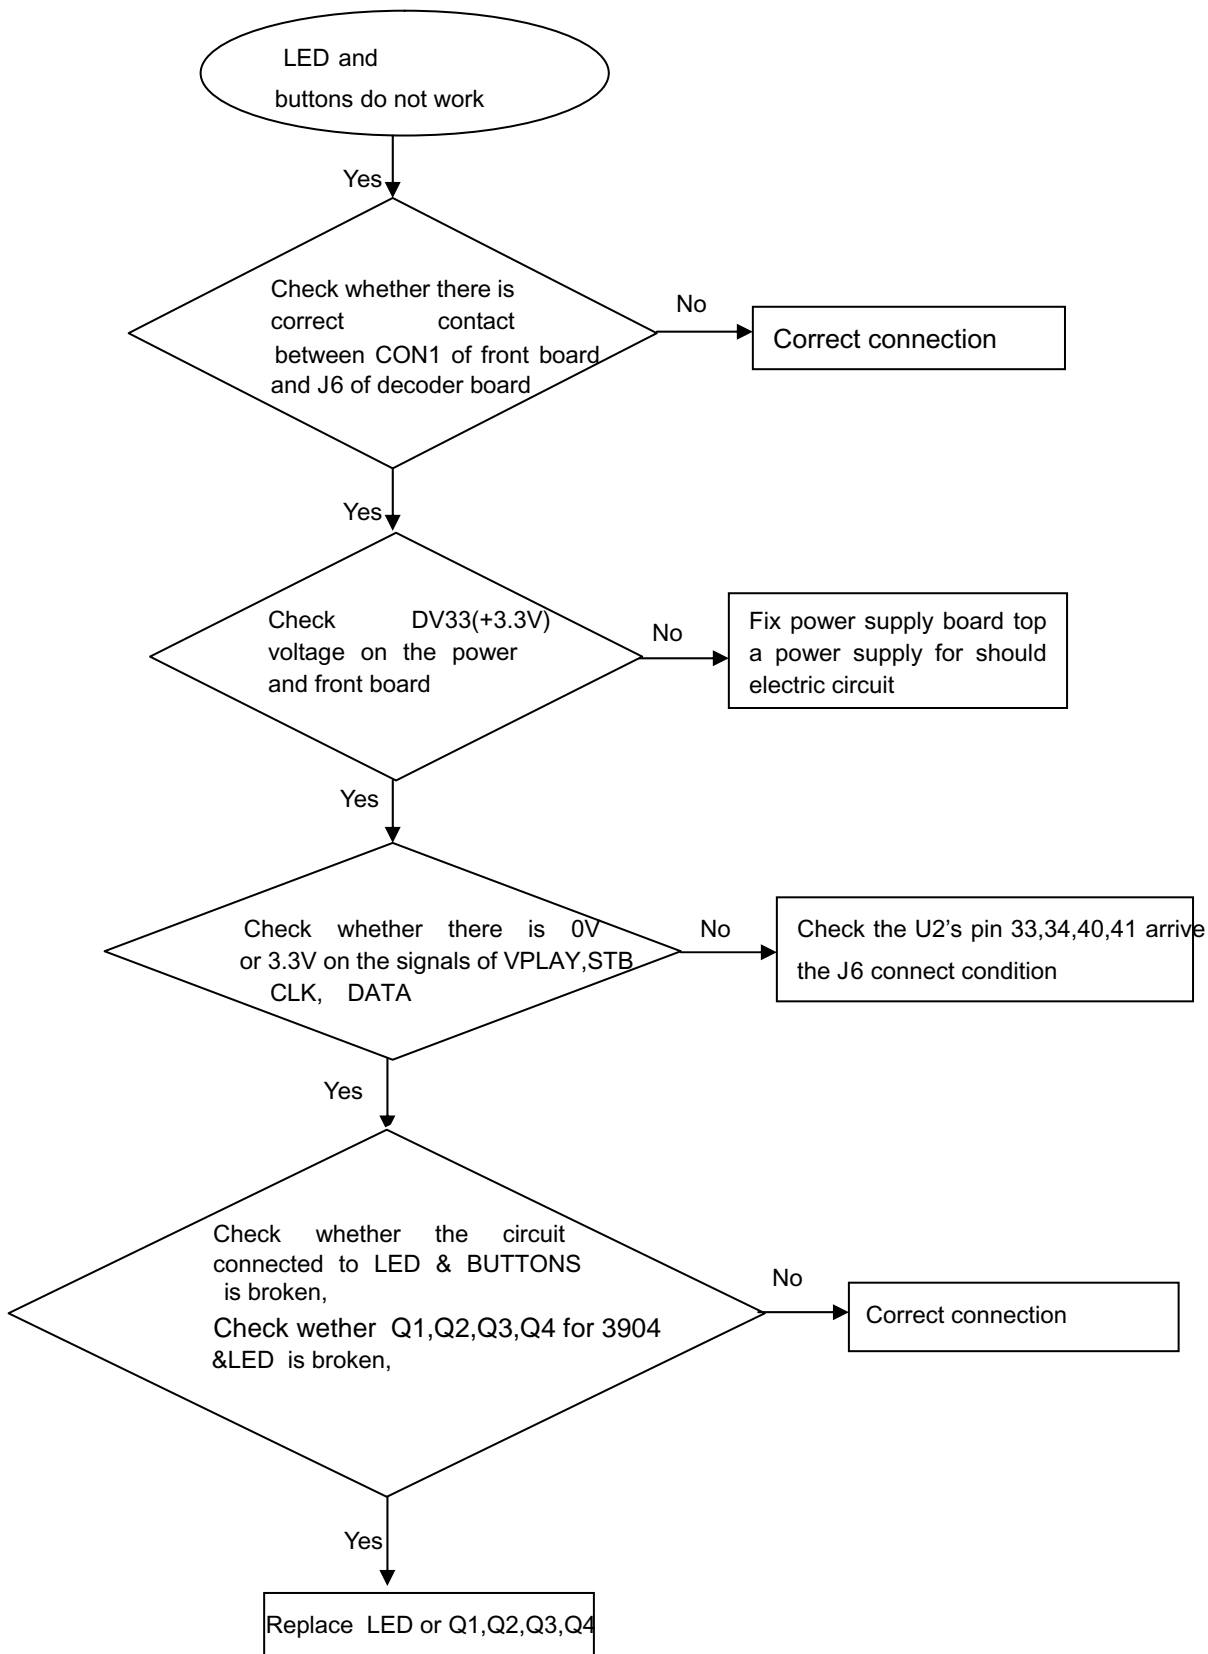 LED and
buttons do not work
Yes
Check whether there is
correct contact
between CON1 of front board
and J6 of decoder board
No
Correct connection
Yes
Check DV33(+3.3V)
voltage on the power
and front board
No
Fix power supply board top
a power supply for should
electric circuit
Yes
Check whether there is 0V
or 3.3V on the signals of VPLAY,STB
CLK, DATA
No
Check the U2's pin 33,34,40,41 arrive
the J6 connect condition
Yes
Check whether the circuit
connected to LED & BUTTONS
is broken,
Check wether Q1,Q2,Q3,Q4 for 3904
&LED is broken,
No
Correct connection
Yes
Replace LED or Q1,Q2,Q3,Q4